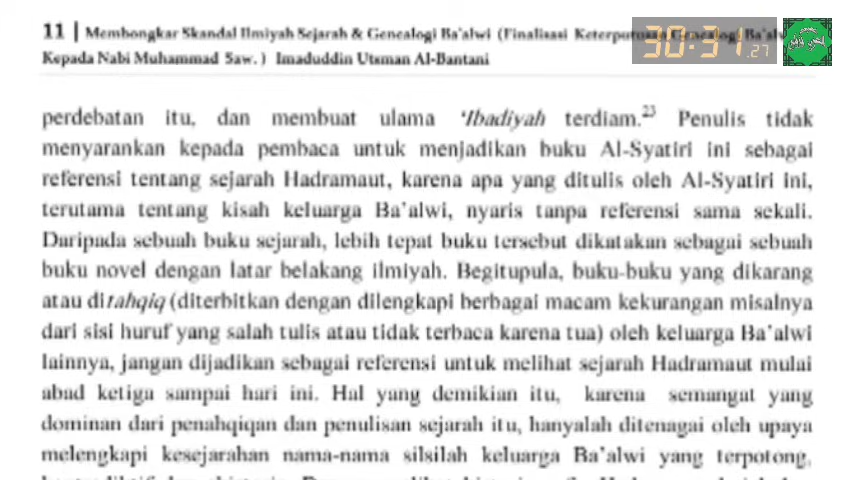 11 | Membongkar Skandal Ilmiyah Sejarah & Genealogi Ba'alwi (Finalisasi Keterputusan Genealogi Ba'alwi
30:31.27
Kepada Nabi Muhammad Saw. ) Imaduddin Utsman Al-Bantani
perdebatan itu, dan membuat ulama ‘Ibadiyah terdiam.23 Penulis tidak
menyarankan kepada pembaca untuk menjadikan buku Al-Syatiri ini sebagai
referensi tentang sejarah Hadramaut, karena apa yang ditulis oleh Al-Syatiri ini,
terutama tentang kisah keluarga Ba’alwi, nyaris tanpa referensi sama sekali.
Daripada sebuah buku sejarah, lebih tepat buku tersebut dikatakan sebagai sebuah
buku novel dengan latar belakang ilmiyah. Begitupula, buku-buku yang dikarang
atau ditahqiq (diterbitkan dengan dilengkapi berbagai macam kekurangan misalnya
dari sisi huruf yang salah tulis atau tidak terbaca karena tua) oleh keluarga Ba’alwi
lainnya, jangan dijadikan sebagai referensi untuk melihat sejarah Hadramaut mulai
abad ketiga sampai hari ini. Hal yang demikian itu, karena semangat yang
dominan dari penahqiqan dan penulisan sejarah itu, hanyalah ditenagai oleh upaya
melengkapi kesejarahan nama-nama silsilah keluarga Ba’alwi yang terpotong,